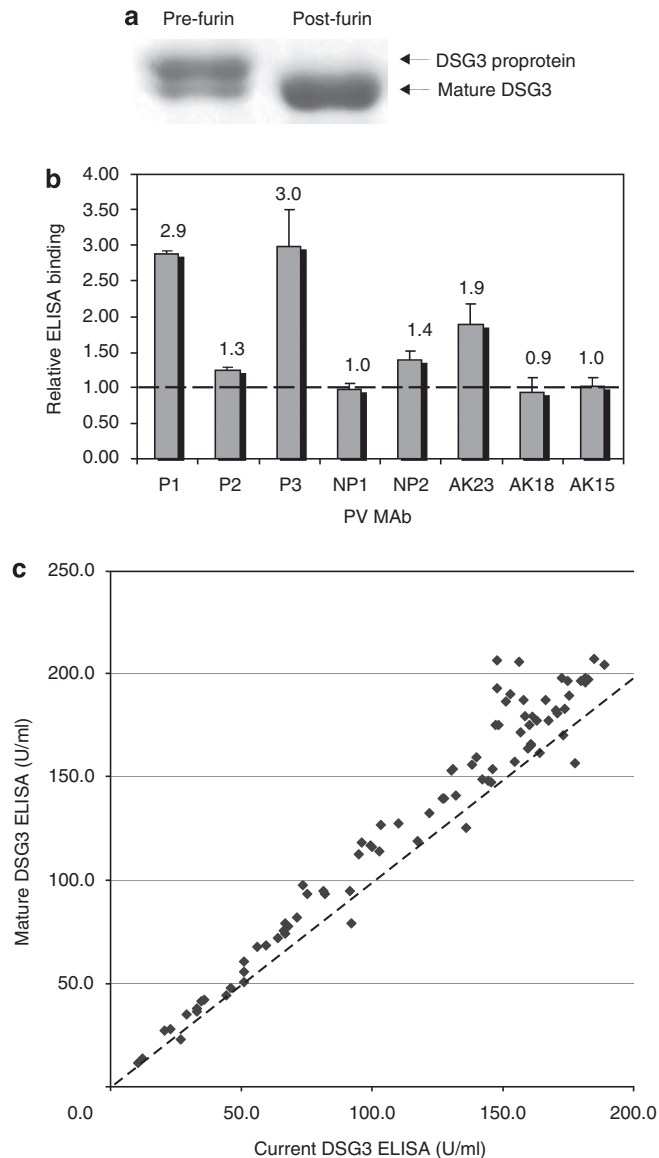 a
Pre-furin Post-furin
DSG3 proprotein
Mature DSG3
b
4.00
3.50
3.00
2.50
2.00
1.50
1.00
0.50
0.00
Relative ELISA binding
2.9
1.3
3.0
1.0
1.4
1.9
0.9
1.0
P1 P2 P3 NP1 NP2 AK23 AK18 AK15
PV MAb
c
250.0
200.0
150.0
100.0
50.0
Mature DSG3 ELISA (U/ml)
0.0 50.0 100.0 150.0 200.0
Current DSG3 ELISA (U/ml)